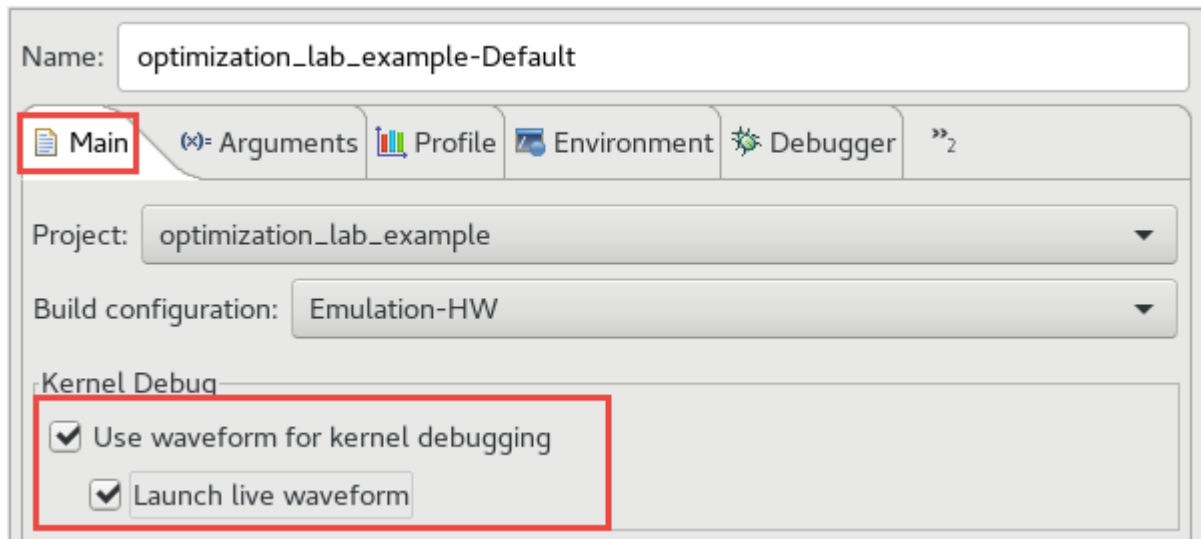 Name: optimization_lab_example-Default
Main (x)= Arguments Profile Environment Debugger »2
Project: optimization_lab_example
Build configuration: Emulation-HW
Kernel Debug
Use waveform for kernel debugging
Launch live waveform